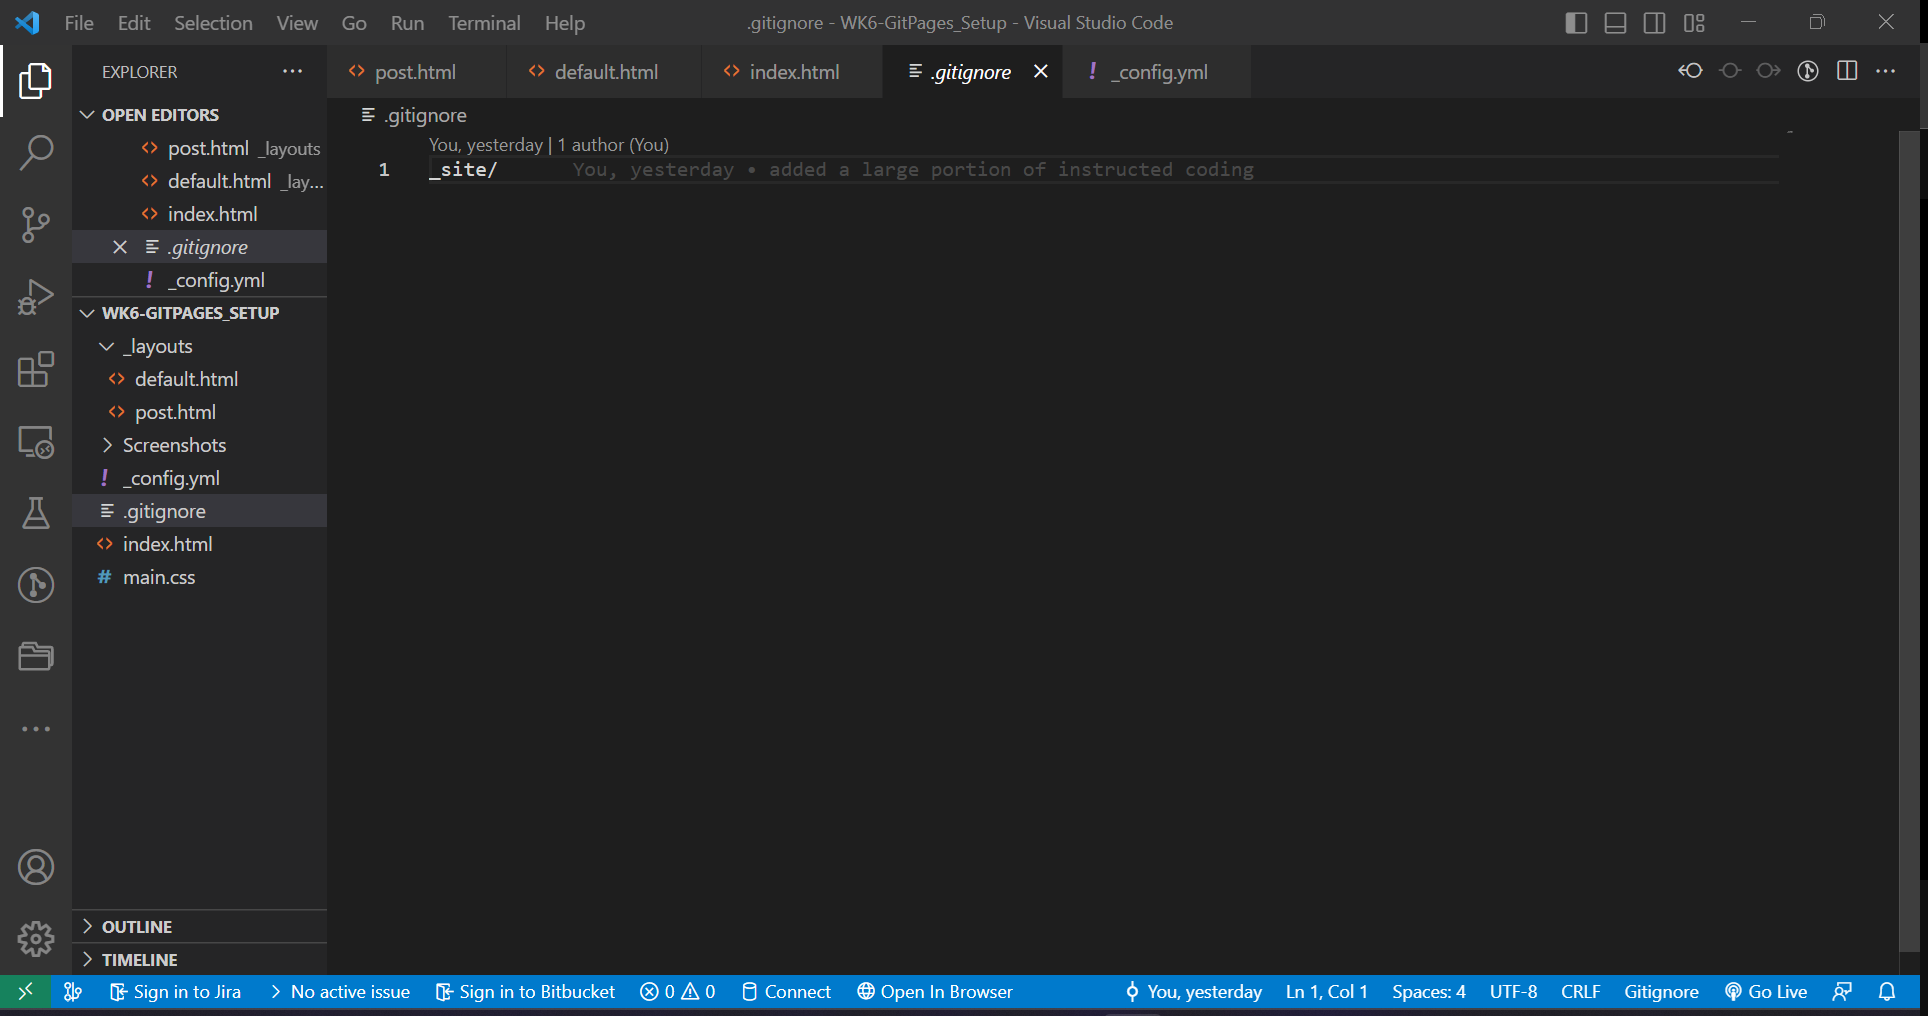 File Edit Selection View Go Run Terminal Help .gitignore - WK6-GitPages_Setup - Visual Studio Code
EXPLORER
post.html default.html index.html .gitignore _config.yml
OPEN EDITORS
post.html _layouts
default.html _lay...
index.html
.gitignore
_config.yml
WK6-GITPAGES_SETUP
_layouts
default.html
post.html
Screenshots
_config.yml
.gitignore
index.html
main.css
OUTLINE
TIMELINE
.gitignore
You, yesterday | 1 author (You)
1 _site/ You, yesterday • added a large portion of instructed coding
Sign in to Jira No active issue Sign in to Bitbucket 0 0 Connect Open In Browser You, yesterday Ln 1, Col 1 Spaces: 4 UTF-8 CRLF Gitignore Go Live